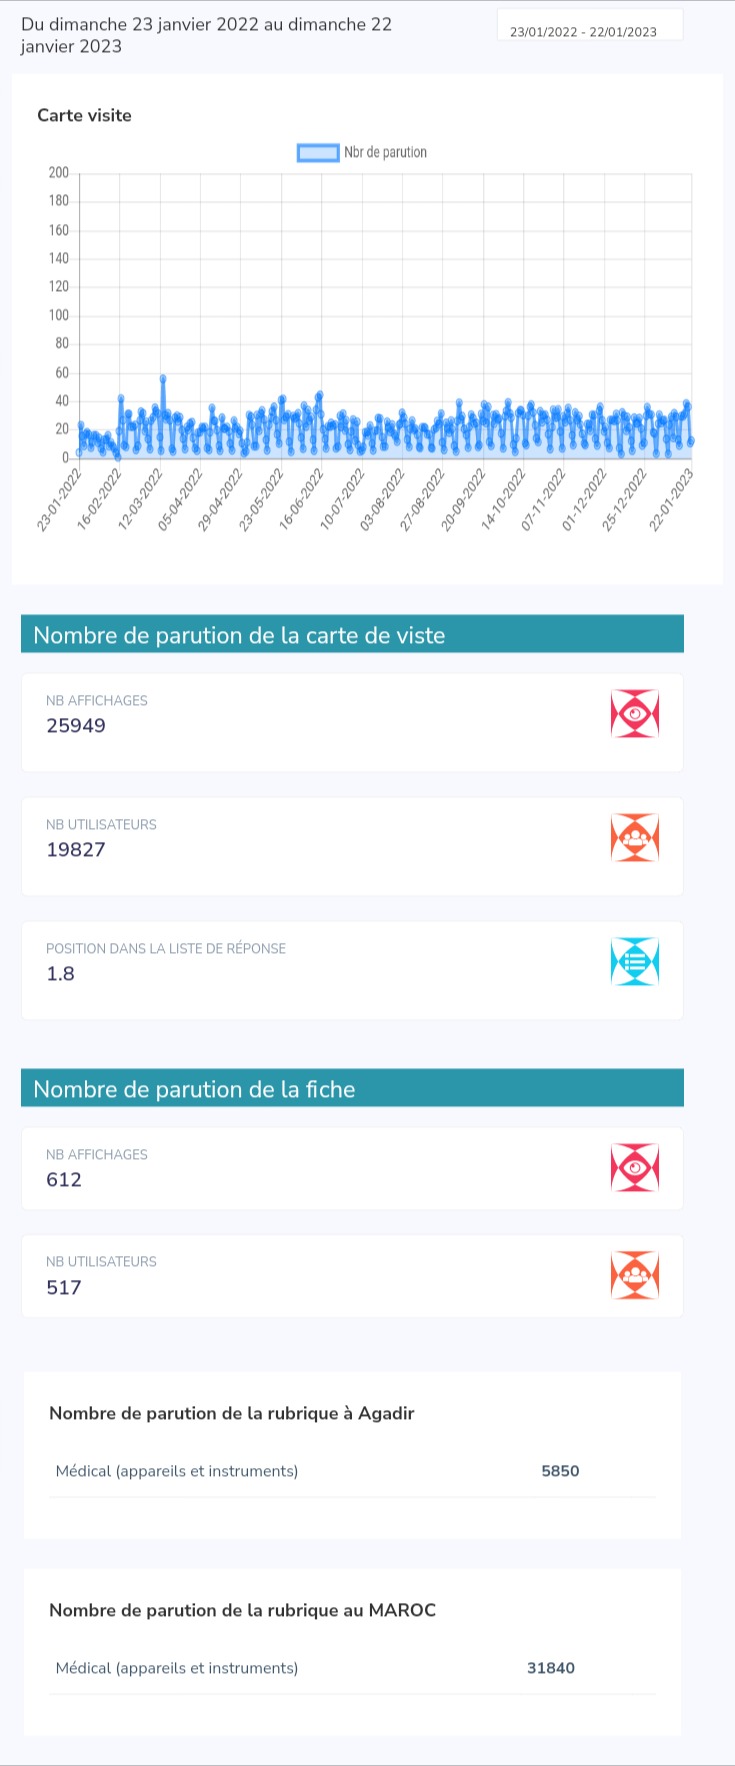 Du dimanche 23 janvier 2022 au dimanche 22
janvier 2023
23/01/2022 - 22/01/2023
Carte visite
Nbr de parution
200
180
160
140
120
100
80
60
40
20
0
23-01-2022
16-02-2022
12-03-2022
05-04-2022
29-04-2022
23-05-2022
16-06-2022
10-07-2022
03-08-2022
27-08-2022
20-09-2022
14-10-2022
07-11-2022
01-12-2022
25-12-2022
22-01-2023
Nombre de parution de la carte de viste
NB AFFICHAGES
25949
NB UTILISATEURS
19827
POSITION DANS LA LISTE DE RÉPONSE
1.8
Nombre de parution de la fiche
NB AFFICHAGES
612
NB UTILISATEURS
517
Nombre de parution de la rubrique à Agadir
Médical (appareils et instruments) 5850
Nombre de parution de la rubrique au MAROC
Médical (appareils et instruments) 31840